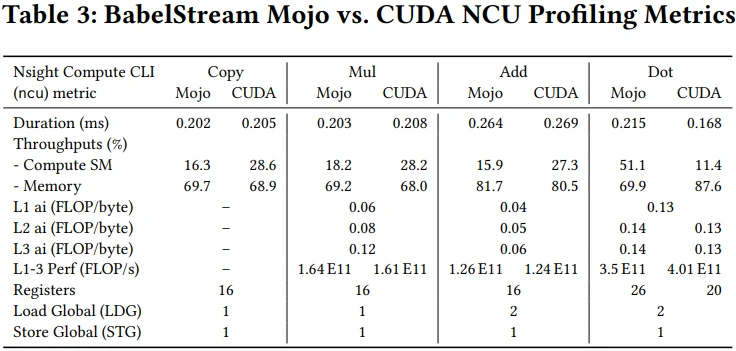 Table 3: BabelStream Mojo vs. CUDA NCU Profiling Metrics
Nsight Compute CLI Copy Mul Add Dot
(ncu) metric Mojo CUDA Mojo CUDA Mojo CUDA Mojo CUDA
Duration (ms) 0.202 0.205 0.203 0.208 0.264 0.269 0.215 0.168
Throughputs (%)
- Compute SM 16.3 28.6 18.2 28.2 15.9 27.3 51.1 11.4
- Memory 69.7 68.9 69.2 68.0 81.7 80.5 69.9 87.6
L1 ai (FLOP/byte) – 0.06 0.04 0.13
L2 ai (FLOP/byte) – 0.08 0.05 0.14 0.13
L3 ai (FLOP/byte) – 0.12 0.06 0.14 0.13
L1-3 Perf (FLOP/s) – 1.64 E11 1.61 E11 1.26 E11 1.24 E11 3.5 E11 4.01 E11
Registers 16 16 16 26 20
Load Global (LDG) 1 1 2 2
Store Global (STG) 1 1 1 1